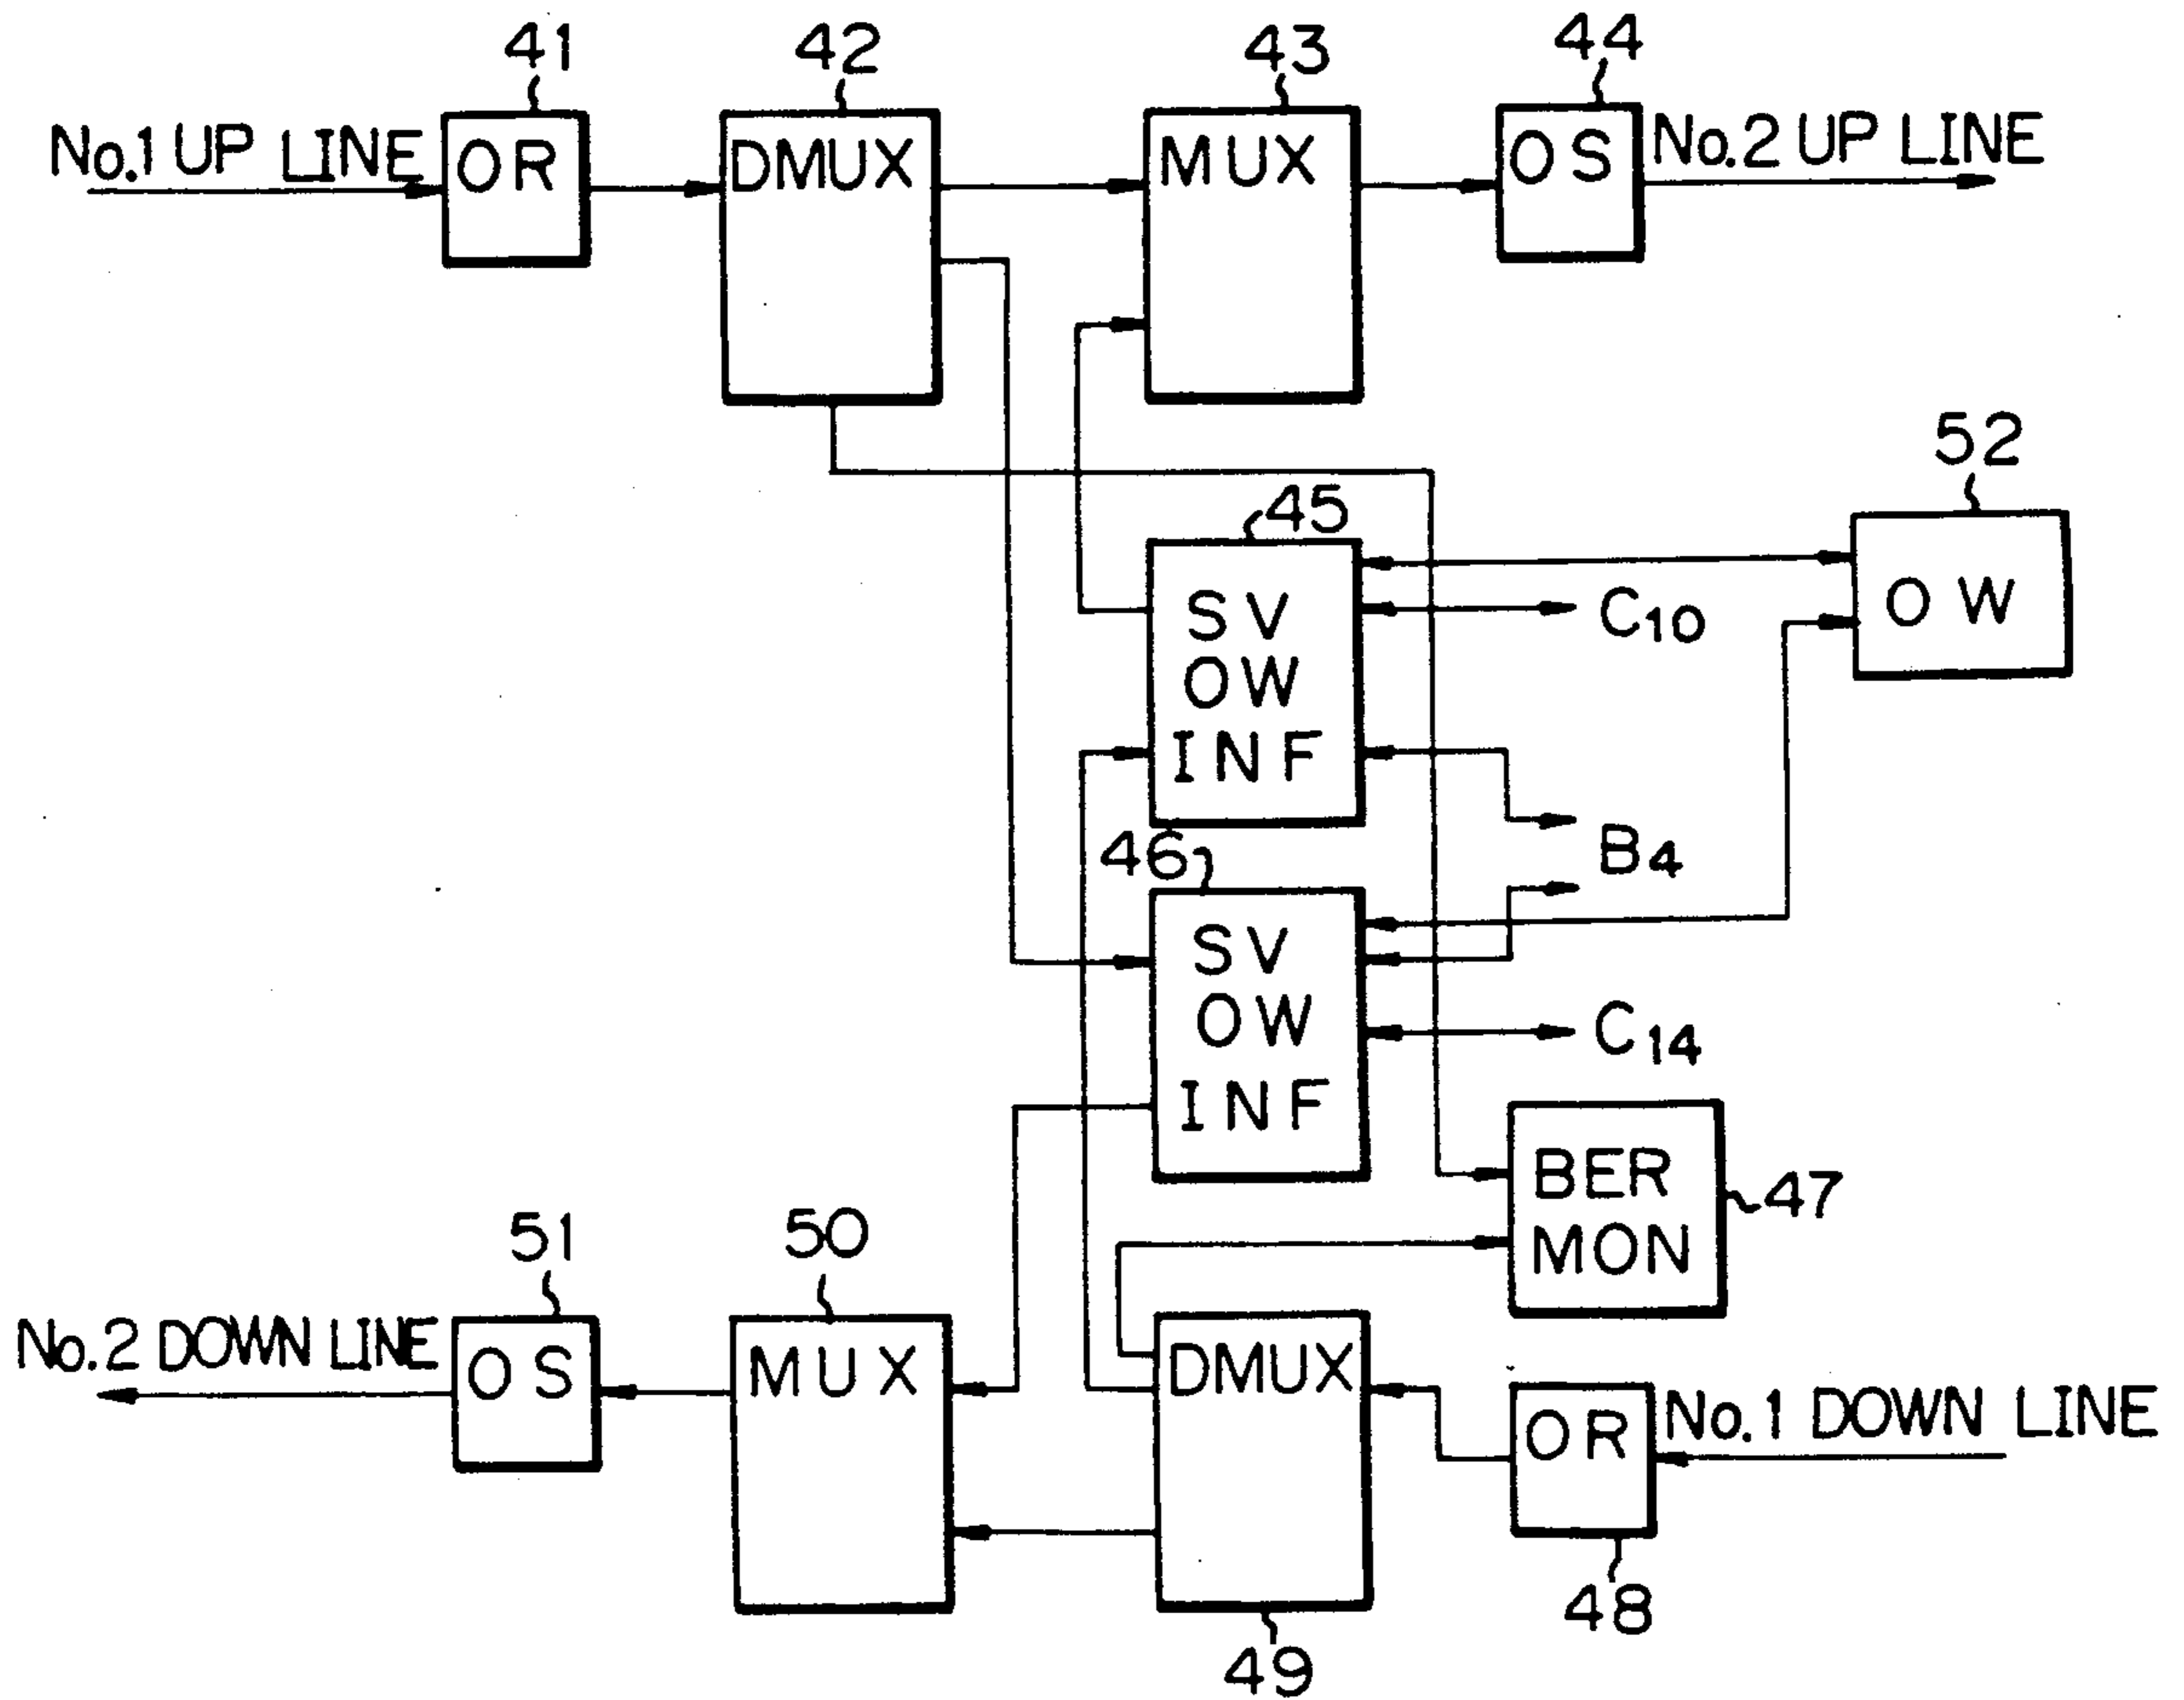 41
42
43
44
No.1 UP LINE
OR
DMUX
MUX
OS
No.2 UP LINE
52
OW
45
SV
OW
INF
C10
B4
46
SV
OW
INF
C14
BER
MON
47
51
50
No.2 DOWN LINE
OS
MUX
DMUX
OR
No.1 DOWN LINE
48
49